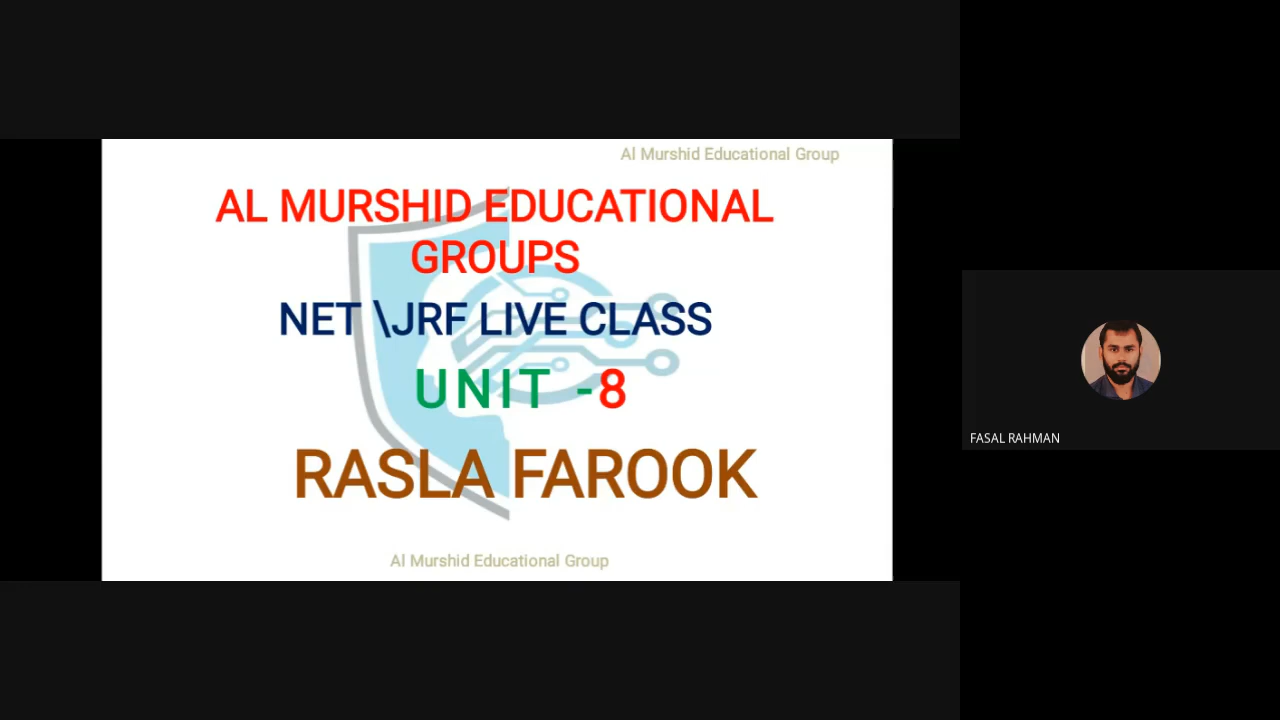 Al Murshid Educational Group
AL MURSHID EDUCATIONAL
GROUPS
NET \JRF LIVE CLASS
UNIT -8
RASLA FAROOK
Al Murshid Educational Group
FASAL RAHMAN